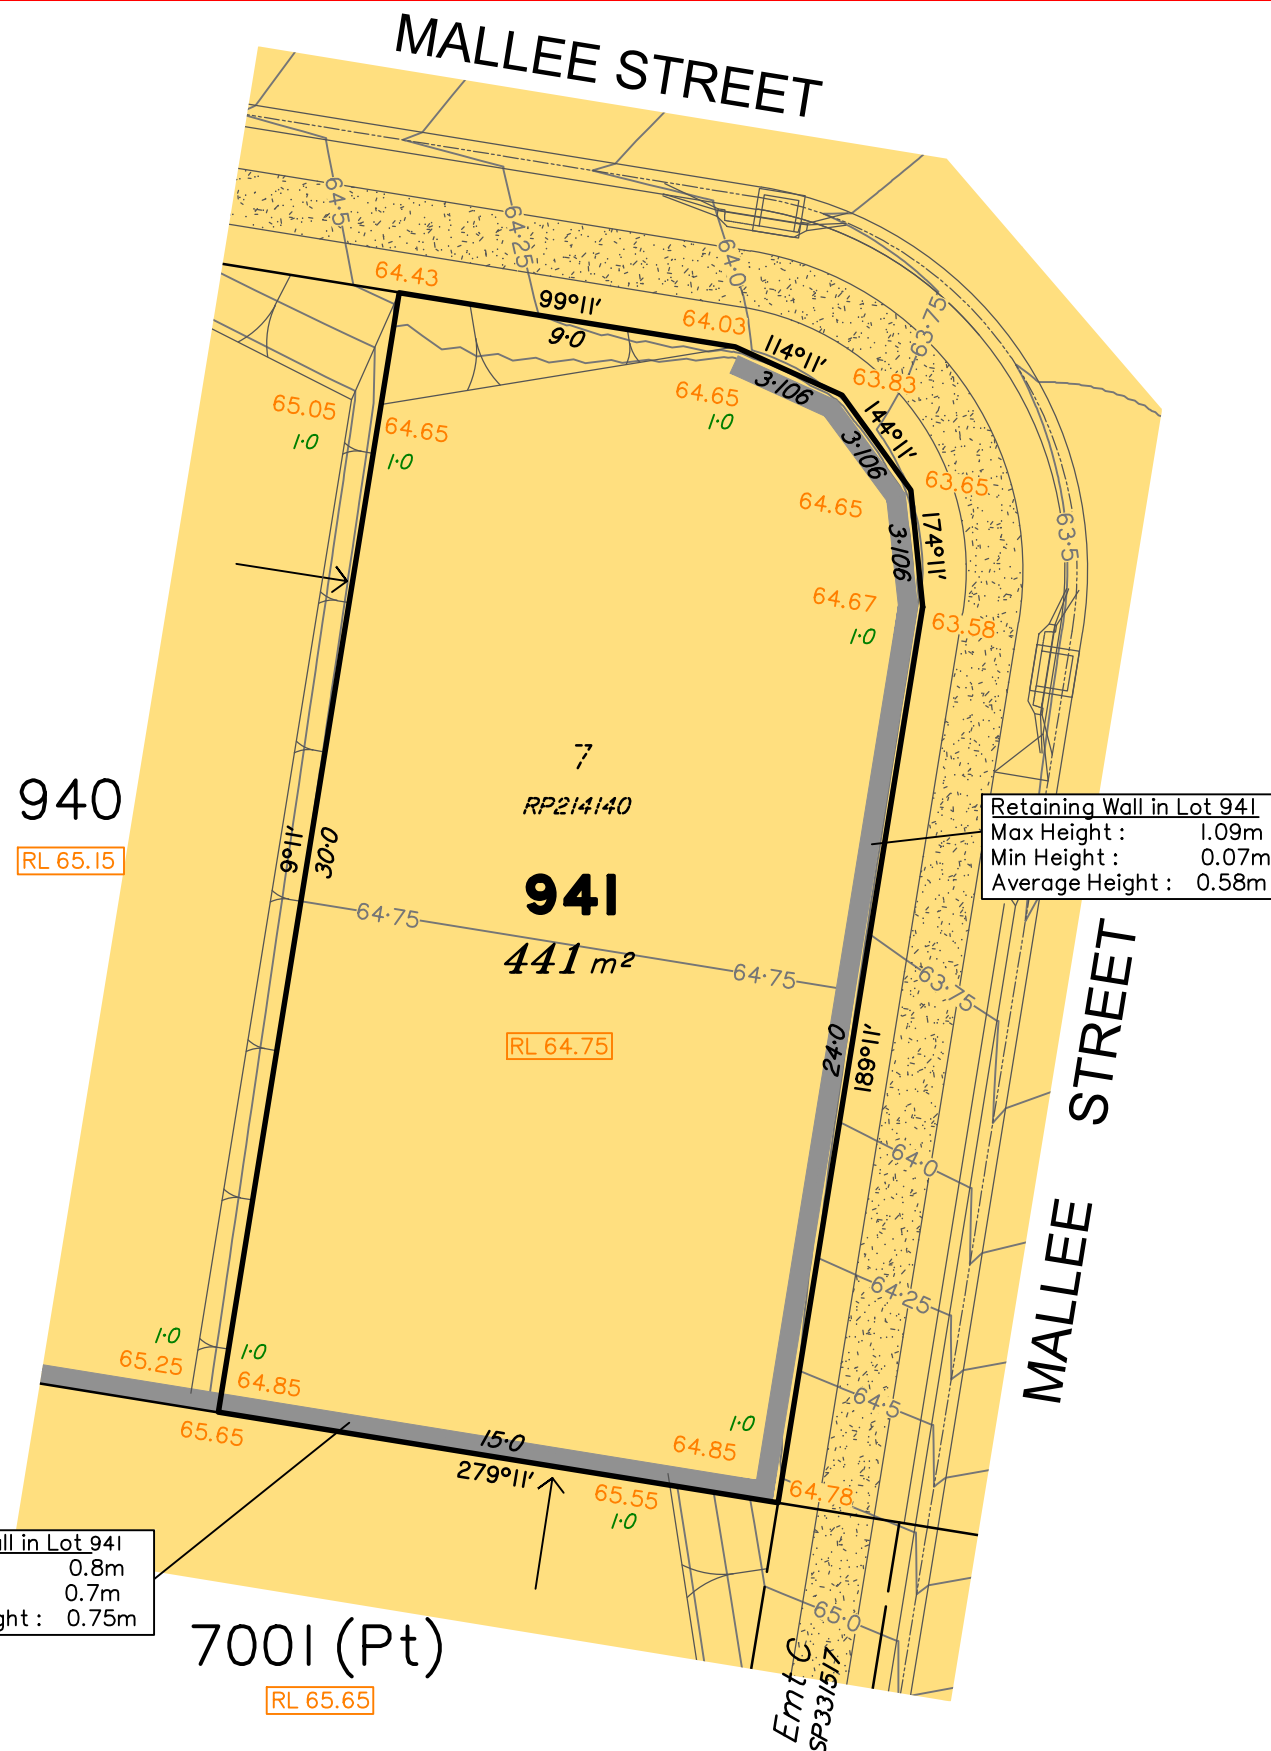 MALLEE STREET
64.5
64.25
64.0
63.75
64.43
99°11'
9·0
64.03
114°11'
3·106
63.83
144°11'
3·106
65.05
1·0
64.65
1·0
64.65
1·0
63.65
64.65
174°11'
3·106
63.5
64.67
1·0
63.58
7
RP214140
940
RL 65.15
9°11'
30·0
941
441 m²
64·75
64·75
RL 64.75
Retaining Wall in Lot 941
Max Height : 1.09m
Min Height : 0.07m
Average Height : 0.58m
63·75
24·0
189°11'
MALLEE STREET
64·0
64·25
64·5
1·0
65.25
1·0
64.85
65.65
15·0
279°11'
1·0
64.85
64.78
65.55
1·0
all in Lot 941
0.8m
0.7m
ght : 0.75m
7001 (Pt)
RL 65.65
65·0
Emt C
SP331517